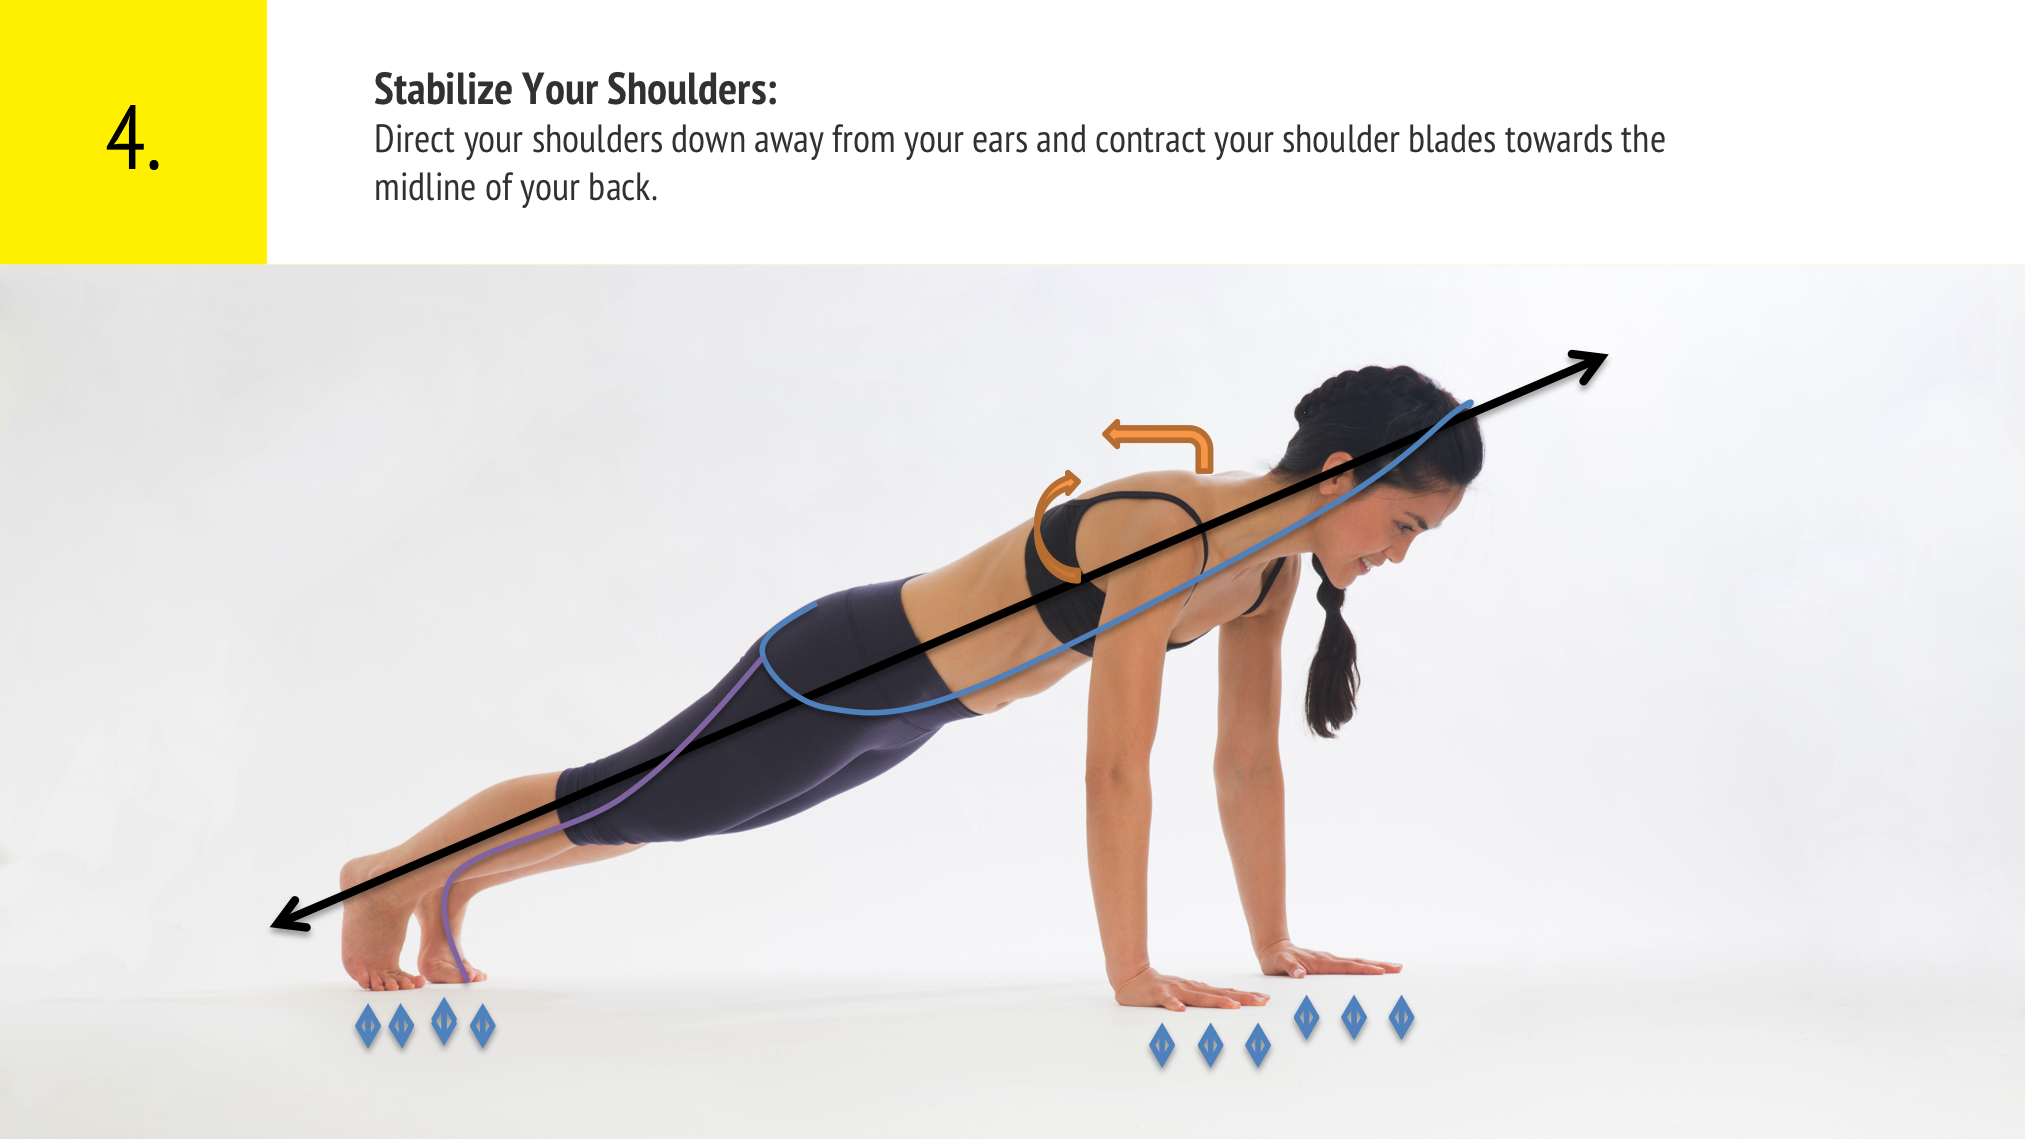 4.
Stabilize Your Shoulders:
Direct your shoulders down away from your ears and contract your shoulder blades towards the
midline of your back.